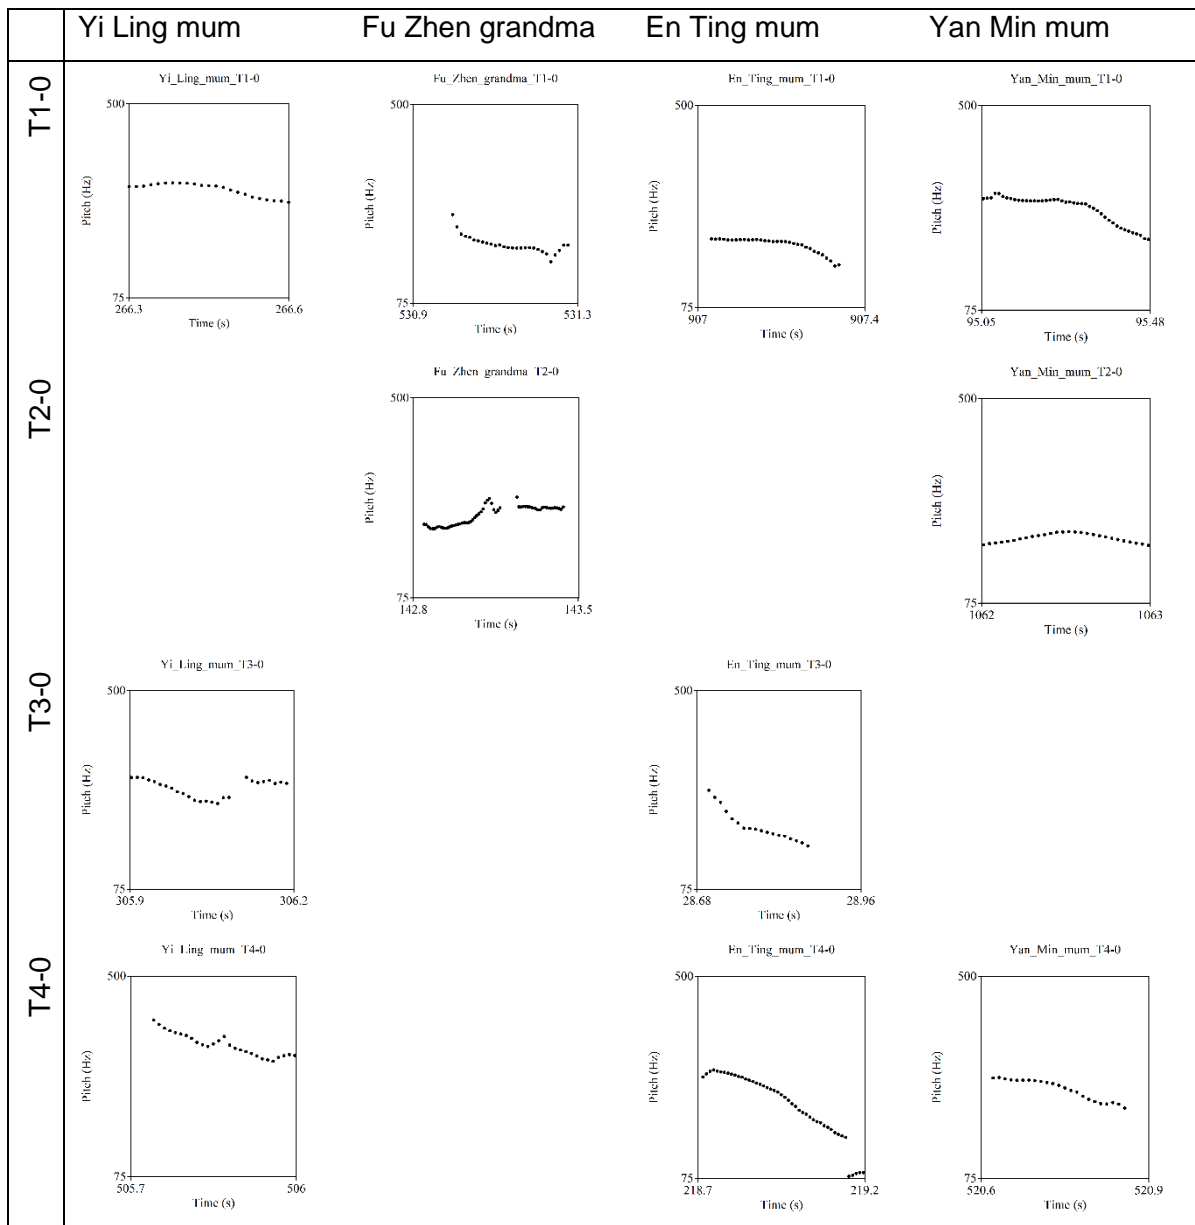 Yi Ling mum Fu Zhen grandma En Ting mum Yan Min mum
T1-0
Yi_Ling_mum_T1-0
500
Pitch (Hz)
75
266.3 266.6
Time (s)
Fu_Zhen_grandma_T1-0
500
Pitch (Hz)
75
530.9 531.3
Time (s)
En_Ting_mum_T1-0
500
Pitch (Hz)
75
907 907.4
Time (s)
Yan_Min_mum_T1-0
500
Pitch (Hz)
75
95.05 95.48
Time (s)
T2-0
Fu_Zhen_grandma_T2-0
500
Pitch (Hz)
75
142.8 143.5
Time (s)
Yan_Min_mum_T2-0
500
Pitch (Hz)
75
1062 1063
Time (s)
T3-0
Yi_Ling_mum_T3-0
500
Pitch (Hz)
75
305.9 306.2
Time (s)
En_Ting_mum_T3-0
500
Pitch (Hz)
75
28.68 28.96
Time (s)
T4-0
Yi_Ling_mum_T4-0
500
Pitch (Hz)
75
505.7 506
Time (s)
En_Ting_mum_T4-0
500
Pitch (Hz)
75
218.7 219.2
Time (s)
Yan_Min_mum_T4-0
500
Pitch (Hz)
75
520.6 520.9
Time (s)